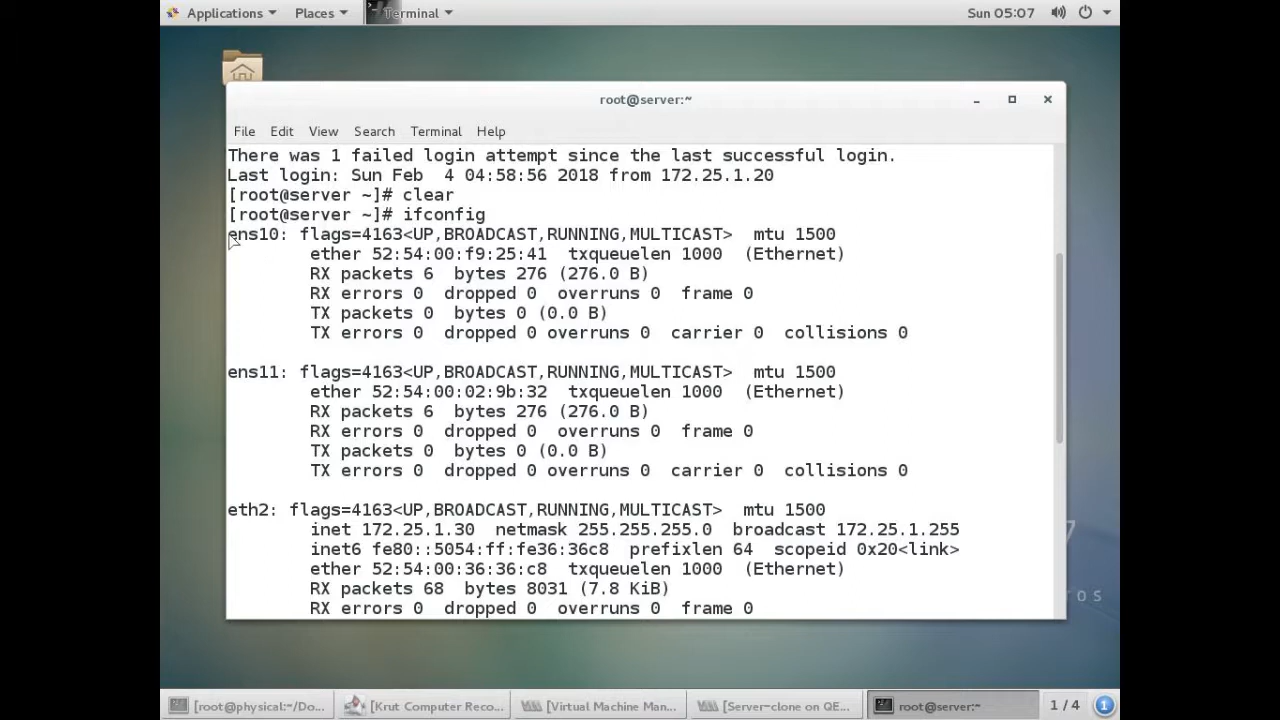 Applications Places Terminal Sun 05:07
root@server:~
File Edit View Search Terminal Help
There was 1 failed login attempt since the last successful login.
Last login: Sun Feb  4 04:58:56 2018 from 172.25.1.20
[root@server ~]# clear
[root@server ~]# ifconfig
ens10: flags=4163<UP,BROADCAST,RUNNING,MULTICAST>  mtu 1500
ether 52:54:00:f9:25:41  txqueuelen 1000  (Ethernet)
RX packets 6  bytes 276 (276.0 B)
RX errors 0  dropped 0  overruns 0  frame 0
TX packets 0  bytes 0 (0.0 B)
TX errors 0  dropped 0 overruns 0  carrier 0  collisions 0
ens11: flags=4163<UP,BROADCAST,RUNNING,MULTICAST>  mtu 1500
ether 52:54:00:02:9b:32  txqueuelen 1000  (Ethernet)
RX packets 6  bytes 276 (276.0 B)
RX errors 0  dropped 0  overruns 0  frame 0
TX packets 0  bytes 0 (0.0 B)
TX errors 0  dropped 0 overruns 0  carrier 0  collisions 0
eth2: flags=4163<UP,BROADCAST,RUNNING,MULTICAST>  mtu 1500
inet 172.25.1.30  netmask 255.255.255.0  broadcast 172.25.1.255
inet6 fe80::5054:ff:fe36:36c8  prefixlen 64  scopeid 0x20<link>
ether 52:54:00:36:36:c8  txqueuelen 1000  (Ethernet)
RX packets 68  bytes 8031 (7.8 KiB)
RX errors 0  dropped 0  overruns 0  frame 0
7
OS
[root@physical:~/Do... [Krut Computer Reco... [Virtual Machine Man... [Server-clone on QE... root@server:~ 1 / 4 1